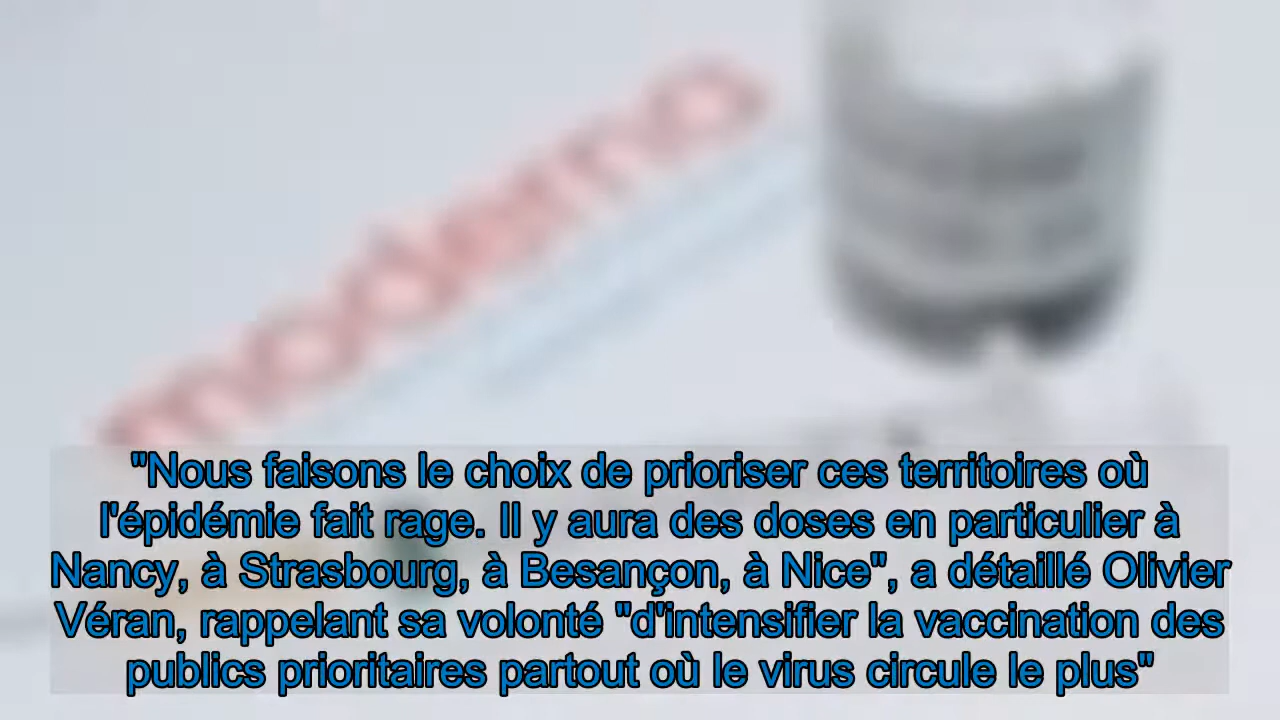 "Nous faisons le choix de prioriser ces territoires où
l'épidémie fait rage. Il y aura des doses en particulier à
Nancy, à Strasbourg, à Besançon, à Nice", a détaillé Olivier
Véran, rappelant sa volonté "d'intensifier la vaccination des
publics prioritaires partout où le virus circule le plus"